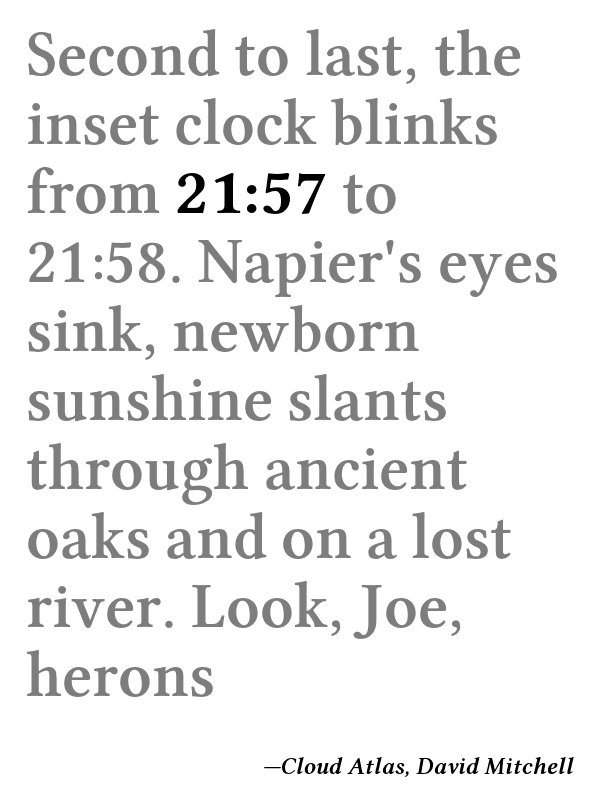 Second to last, the
inset clock blinks
from 21:57 to
21:58. Napier's eyes
sink, newborn
sunshine slants
through ancient
oaks and on a lost
river. Look, Joe,
herons
—Cloud Atlas, David Mitchell